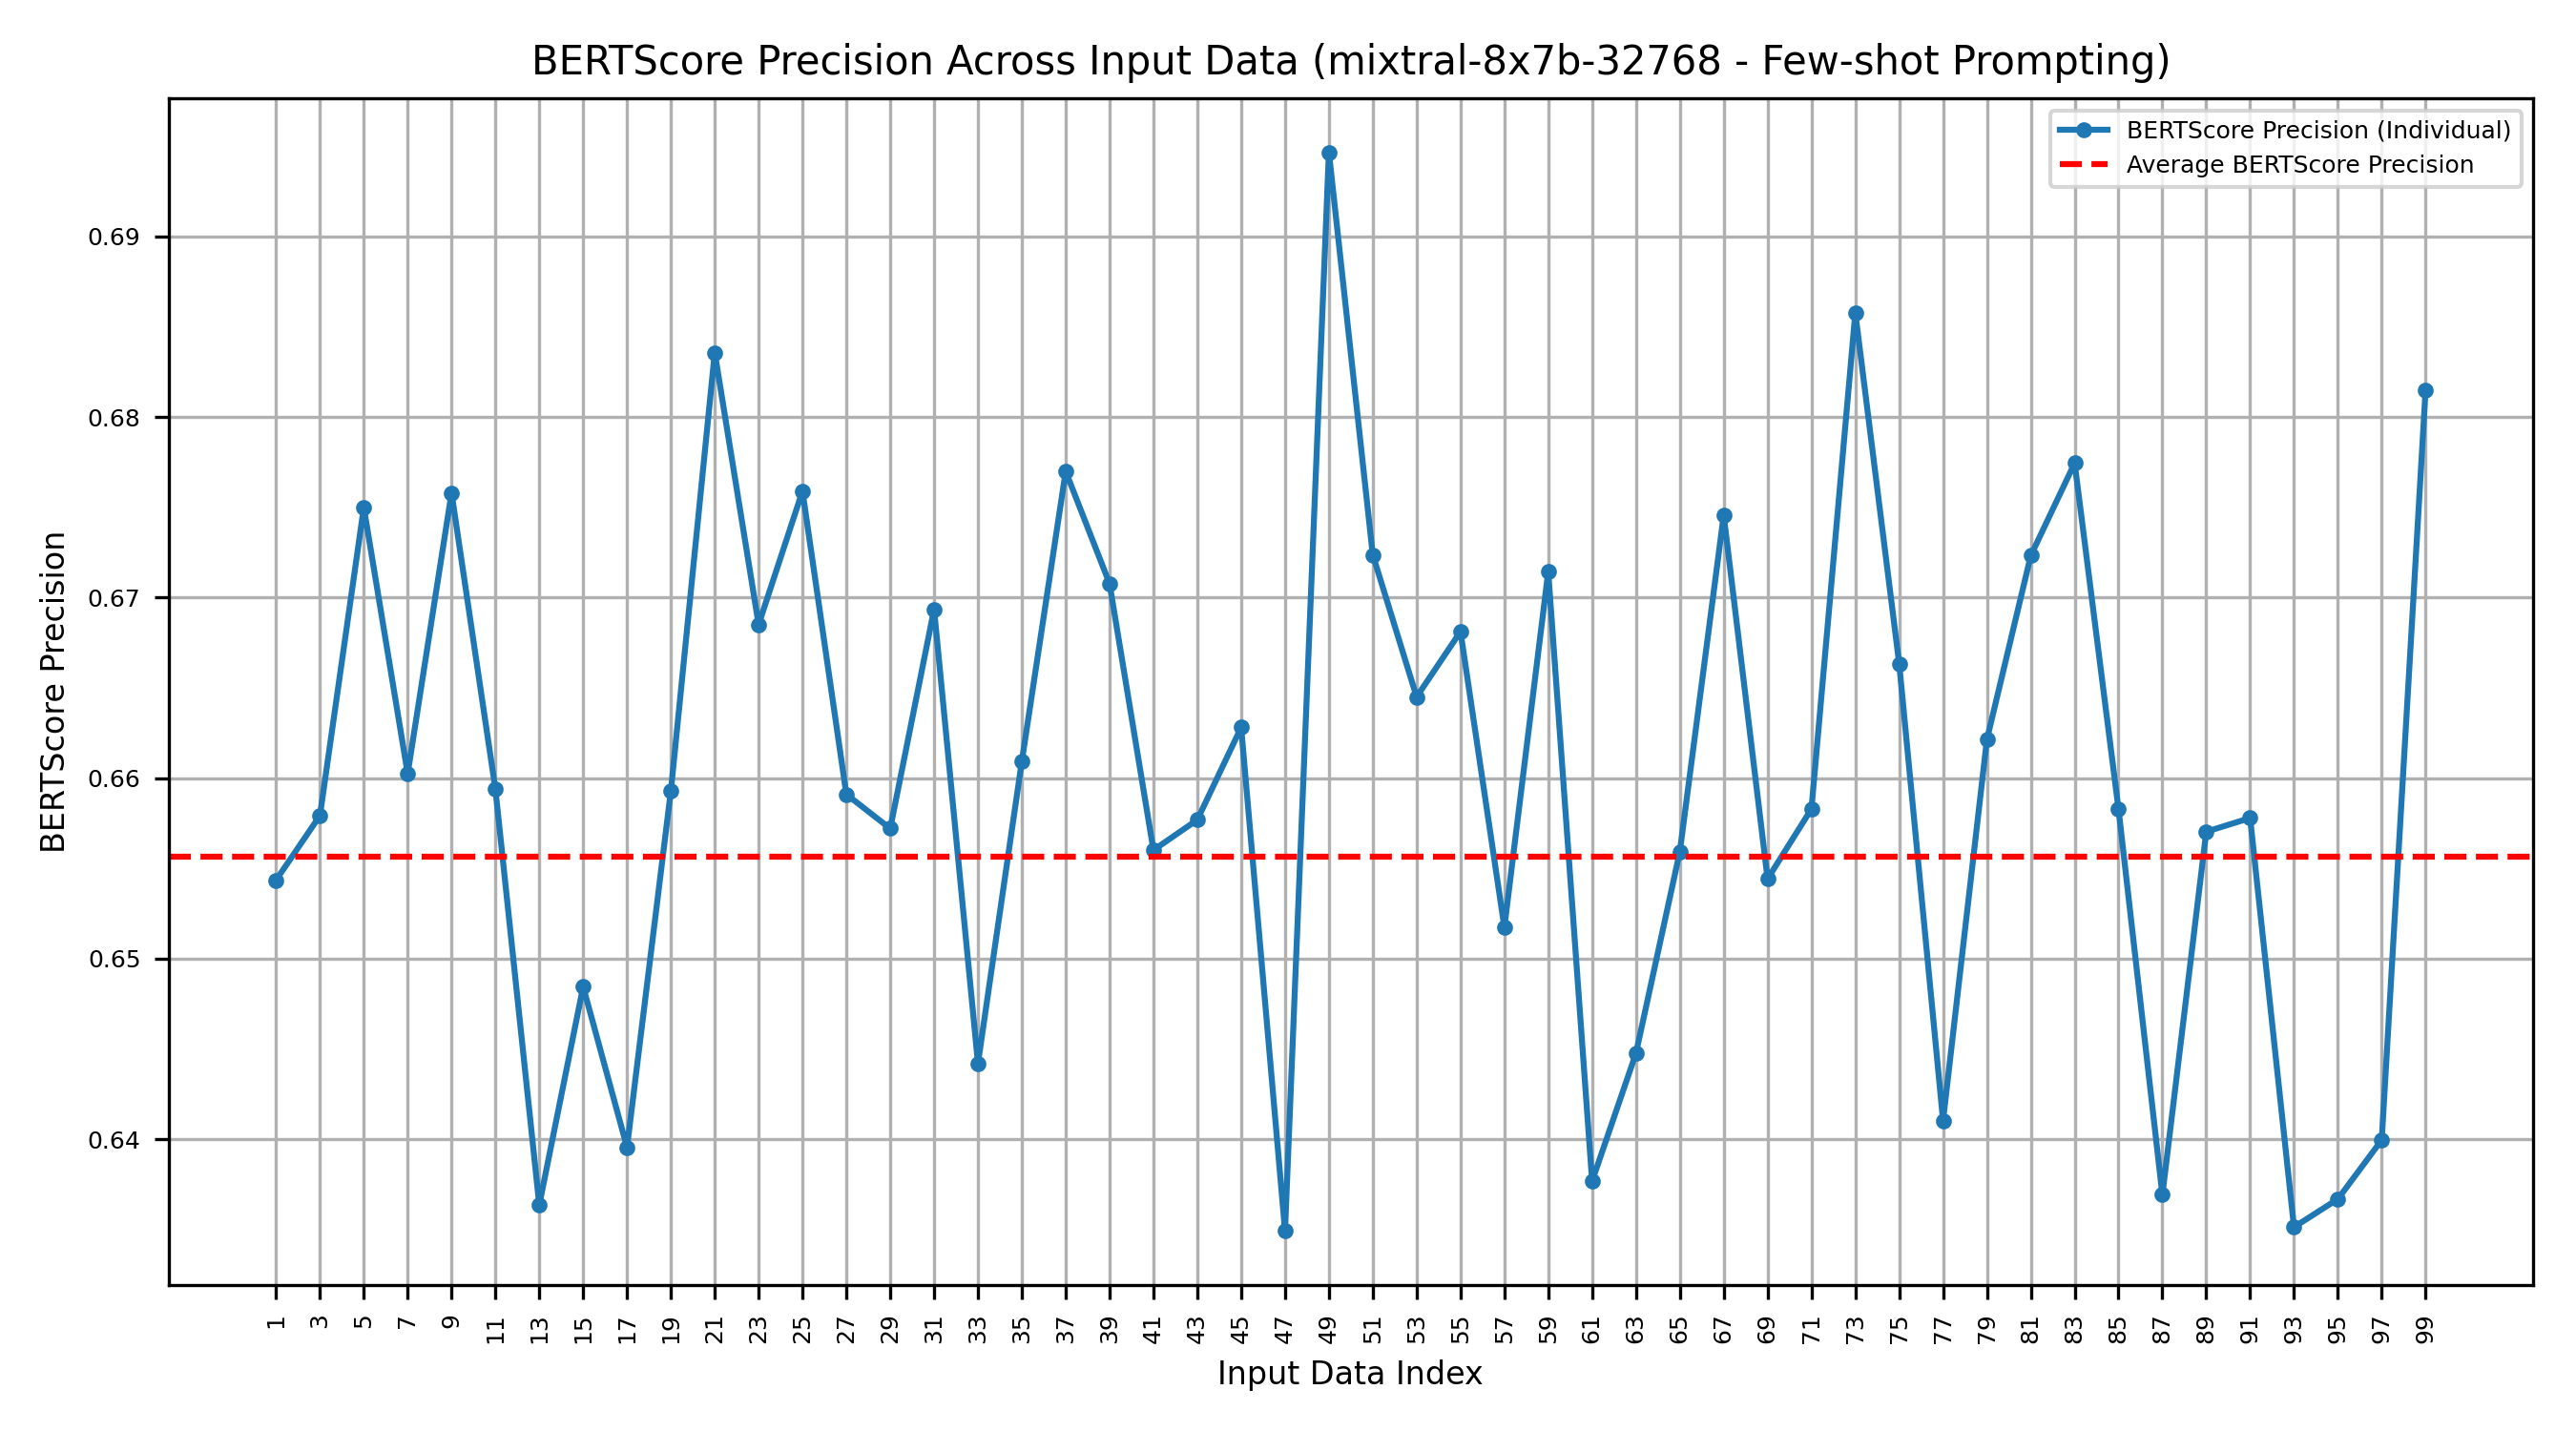 BERTScore Precision Across Input Data (mixtral-8x7b-32768 - Few-shot Prompting)
BERTScore Precision (Individual)
Average BERTScore Precision
0.69
0.68
0.67
0.66
0.65
0.64
BERTScore Precision
1 3 5 7 9 11 13 15 17 19 21 23 25 27 29 31 33 35 37 39 41 43 45 47 49 51 53 55 57 59 61 63 65 67 69 71 73 75 77 79 81 83 85 87 89 91 93 95 97 99
Input Data Index